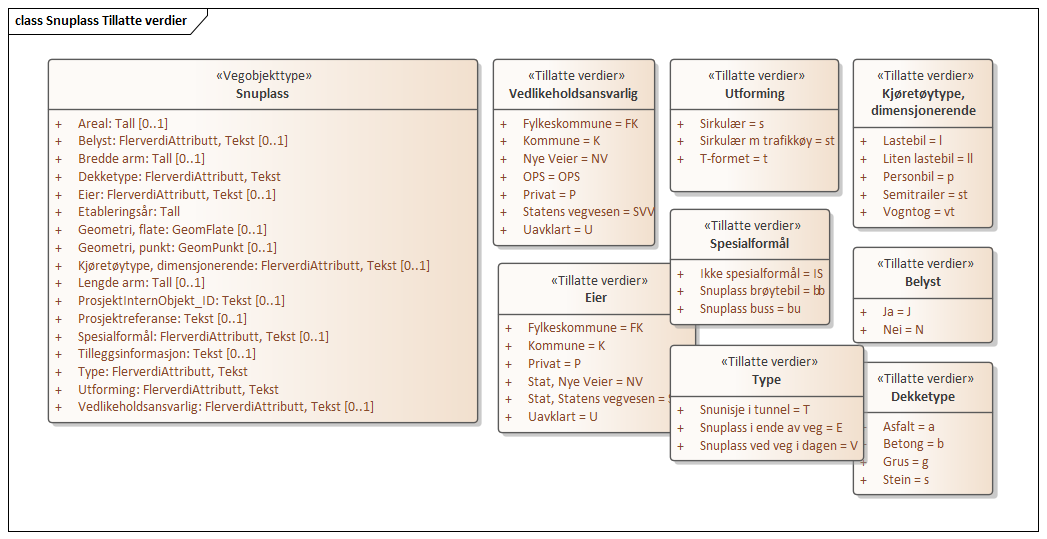 class Snuplass Tillatte verdier
«Vegobjekttype»
Snuplass
+ Areal: Tall [0..1]
+ Belyst: FlerverdiAttributt, Tekst [0..1]
+ Bredde arm: Tall [0..1]
+ Dekketype: FlerverdiAttributt, Tekst
+ Eier: FlerverdiAttributt, Tekst [0..1]
+ Etableringsår: Tall
+ Geometri, flate: GeomFlate [0..1]
+ Geometri, punkt: GeomPunkt [0..1]
+ Kjøretøytype, dimensjonerende: FlerverdiAttributt, Tekst [0..1]
+ Lengde arm: Tall [0..1]
+ ProsjektInternObjekt_ID: Tekst [0..1]
+ Prosjektreferanse: Tekst [0..1]
+ Spesialformål: FlerverdiAttributt, Tekst [0..1]
+ Tilleggsinformasjon: Tekst [0..1]
+ Type: FlerverdiAttributt, Tekst
+ Utforming: FlerverdiAttributt, Tekst
+ Vedlikeholdsansvarlig: FlerverdiAttributt, Tekst [0..1]
«Tillatte verdier»
Vedlikeholdsansvarlig
+ Fylkeskommune = FK
+ Kommune = K
+ Nye Veier = NV
+ OPS = OPS
+ Privat = P
+ Statens vegvesen = SVV
+ Uavklart = U
«Tillatte verdier»
Eier
+ Fylkeskommune = FK
+ Kommune = K
+ Privat = P
+ Stat, Nye Veier = NV
+ Stat, Statens vegvesen =
+ Uavklart = U
«Tillatte verdier»
Utforming
+ Sirkulær = s
+ Sirkulær m trafikkøy = st
+ T-formet = t
«Tillatte verdier»
Spesialformål
+ Ikke spesialformål = IS
+ Snuplass brøytebil = bb
+ Snuplass buss = bu
«Tillatte verdier»
Type
+ Snunisje i tunnel = T
+ Snuplass i ende av veg = E
+ Snuplass ved veg i dagen = V
«Tillatte verdier»
Kjøretøytype,
dimensjonerende
+ Lastebil = l
+ Liten lastebil = ll
+ Personbil = p
+ Semitrailer = st
+ Vogntog = vt
«Tillatte verdier»
Belyst
+ Ja = J
+ Nei = N
«Tillatte verdier»
Dekketype
+ Asfalt = a
+ Betong = b
+ Grus = g
+ Stein = s